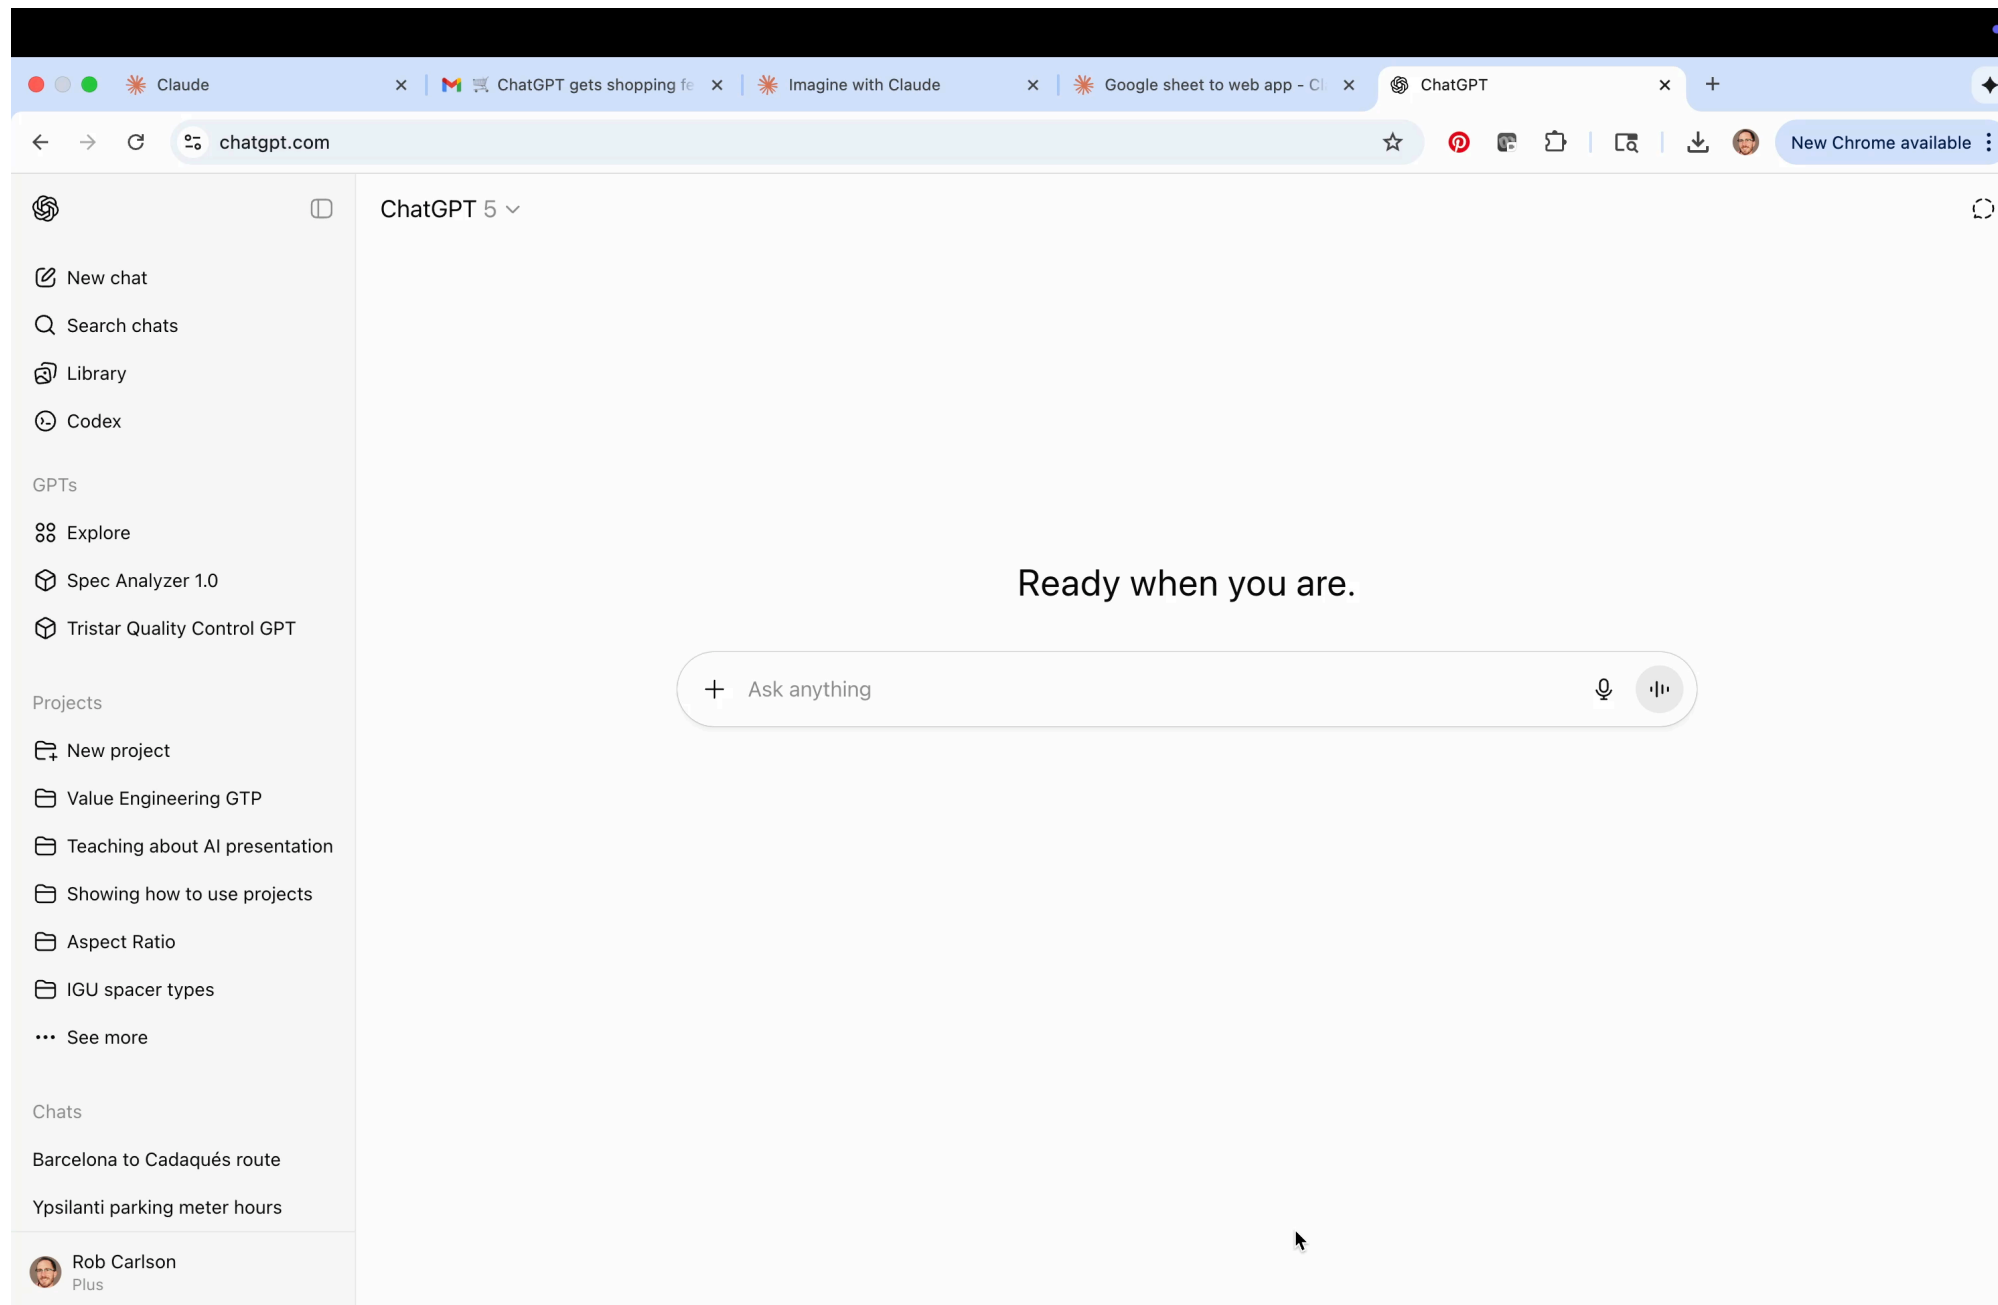 Claude
ChatGPT gets shopping fe
Imagine with Claude
Google sheet to web app - Cl
ChatGPT
chatgpt.com
New Chrome available
ChatGPT 5
New chat
Search chats
Library
Codex
GPTs
Explore
Spec Analyzer 1.0
Tristar Quality Control GPT
Projects
New project
Value Engineering GTP
Teaching about AI presentation
Showing how to use projects
Aspect Ratio
IGU spacer types
See more
Chats
Barcelona to Cadaqués route
Ypsilanti parking meter hours
Rob Carlson
Plus
Ready when you are.
Ask anything